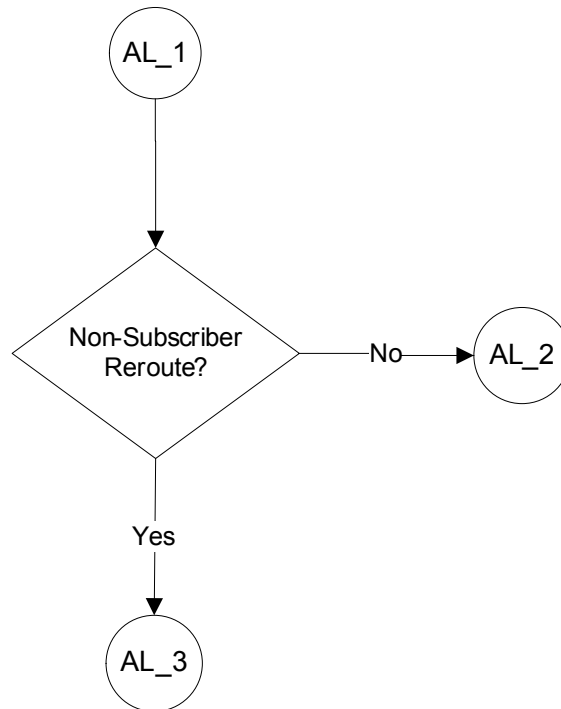 AL_1
Non-Subscriber
Reroute?
No
AL_2
Yes
AL_3